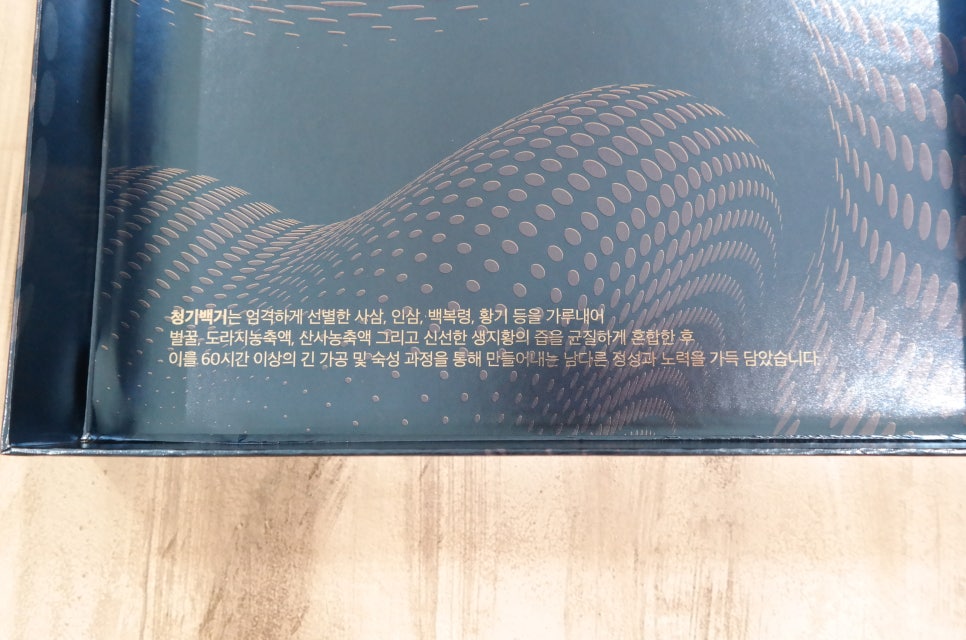 청기백거는 엄격하게 선별한 사삼, 인삼, 백복령, 황기 등을 가루내어
벌꿀, 도라지농축액, 산사농축액 그리고 신선한 생지황의 즙을 균질하게 혼합한 후
이를 60시간 이상의 긴 가공 및 숙성 과정을 통해 만들어내는 남다른 정성과 노력을 가득 담았습니다.